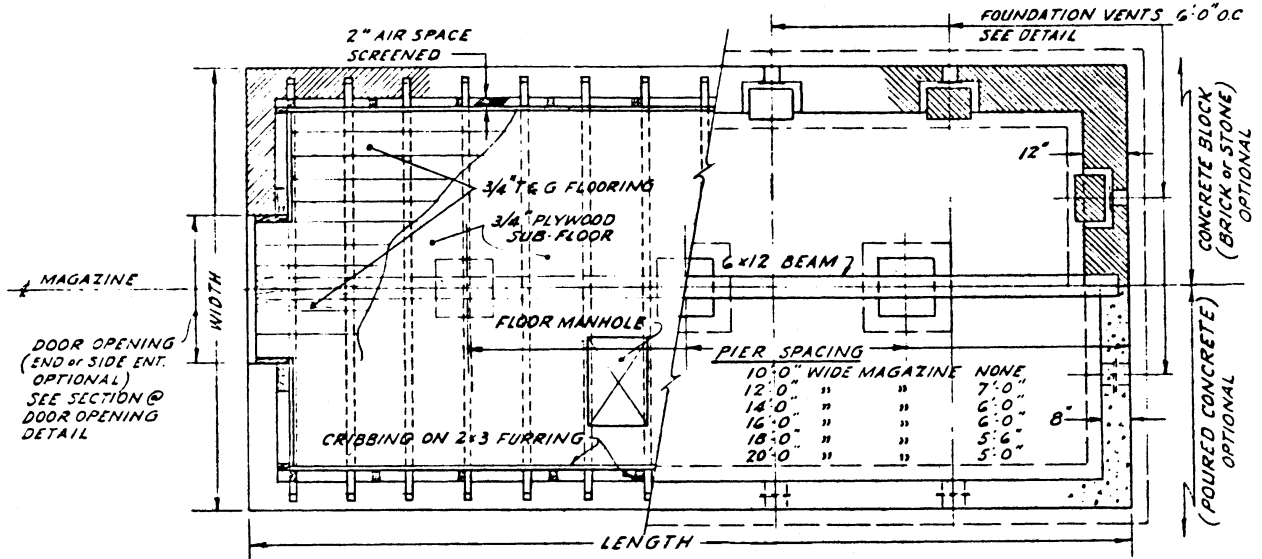 FOUNDATION VENTS 6'-0" O.C
SEE DETAIL
2" AIR SPACE
SCREENED
12"
CONCRETE BLOCK
(BRICK or STONE)
OPTIONAL
3/4" T & G FLOORING
3/4" PLYWOOD
SUB-FLOOR
6x12 BEAM
MAGAZINE
WIDTH
FLOOR MANHOLE
DOOR OPENING
(END or SIDE ENT.
OPTIONAL)
SEE SECTION @
DOOR OPENING
DETAIL
PIER SPACING
10'-0" WIDE MAGAZINE NONE
12'-0" " " 7'-0"
14'-0" " " 6'-0"
16'-0" " " 6'-0"
18'-0" " " 5'-6"
20'-0" " " 5'-0"
8"
(POURED CONCRETE)
OPTIONAL
CRIBBING ON 2x3 FURRING
LENGTH